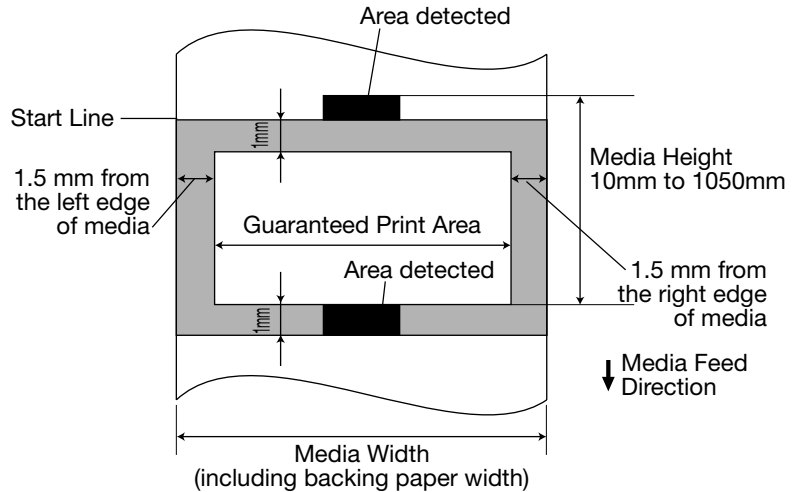 Area detected
Start Line
1mm
1.5 mm from
the left edge
of media
Media Height
10mm to 1050mm
Guaranteed Print Area
Area detected
1.5 mm from
the right edge
of media
1mm
Media Feed
Direction
Media Width
(including backing paper width)